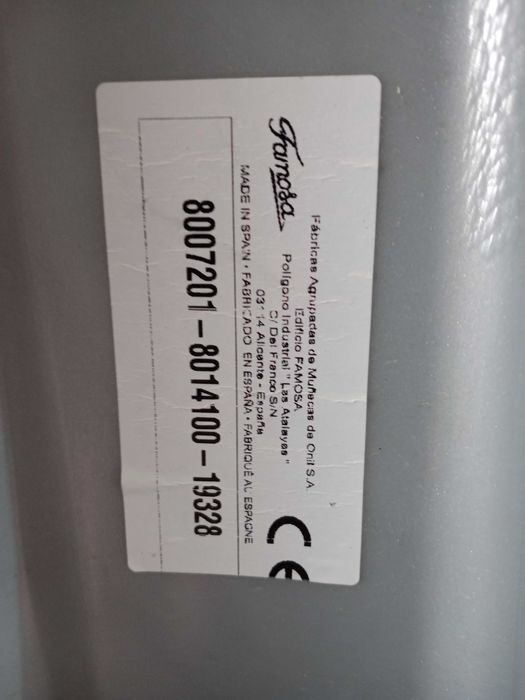 Famosa
Fábricas Agrupadas de Muñecas de Onil S.A.
Edificio FAMOSA
Polígono Industrial "Las Atalayas"
C/ Del Franco S/N
03114 Alicante - España
CE
MADE IN SPAIN · FABRICADO EN ESPAÑA · FABRIQUÉ AL ESPAGNE
8007201 - 8014100 - 19328